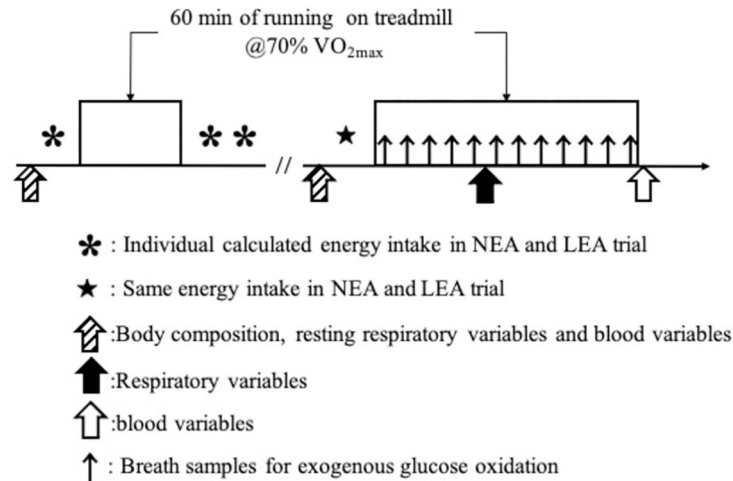 60 min of running on treadmill
@70% VO2max
* * *
//
★
* : Individual calculated energy intake in NEA and LEA trial
★ : Same energy intake in NEA and LEA trial
:Body composition, resting respiratory variables and blood variables
:Respiratory variables
:blood variables
↑ : Breath samples for exogenous glucose oxidation